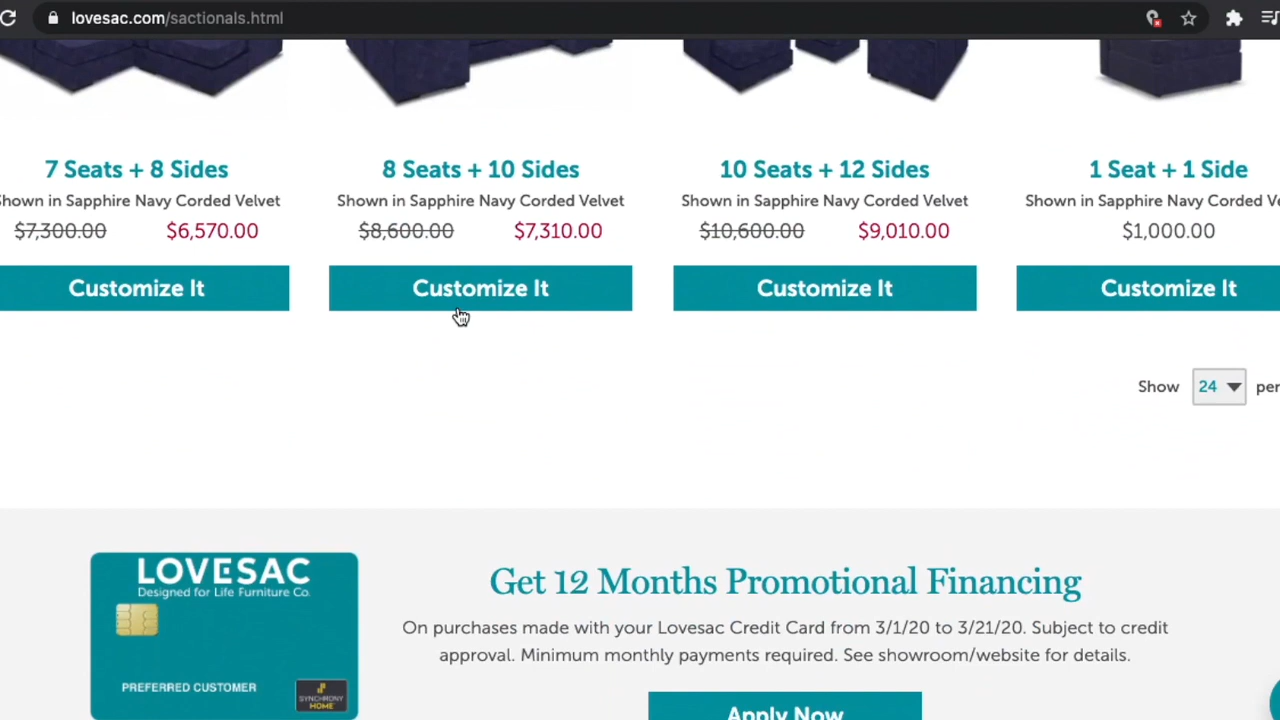 lovesac.com/sactionals.html
7 Seats + 8 Sides
Shown in Sapphire Navy Corded Velvet
$7,300.00 $6,570.00
Customize It
8 Seats + 10 Sides
Shown in Sapphire Navy Corded Velvet
$8,600.00 $7,310.00
Customize It
10 Seats + 12 Sides
Shown in Sapphire Navy Corded Velvet
$10,600.00 $9,010.00
Customize It
1 Seat + 1 Side
Shown in Sapphire Navy Corded Ve
$1,000.00
Customize It
Show 24 per
LOVESAC
Designed for Life Furniture Co.
PREFERRED CUSTOMER
SYNCHRONY
HOME
Get 12 Months Promotional Financing
On purchases made with your Lovesac Credit Card from 3/1/20 to 3/21/20. Subject to credit
approval. Minimum monthly payments required. See showroom/website for details.
Apply Now